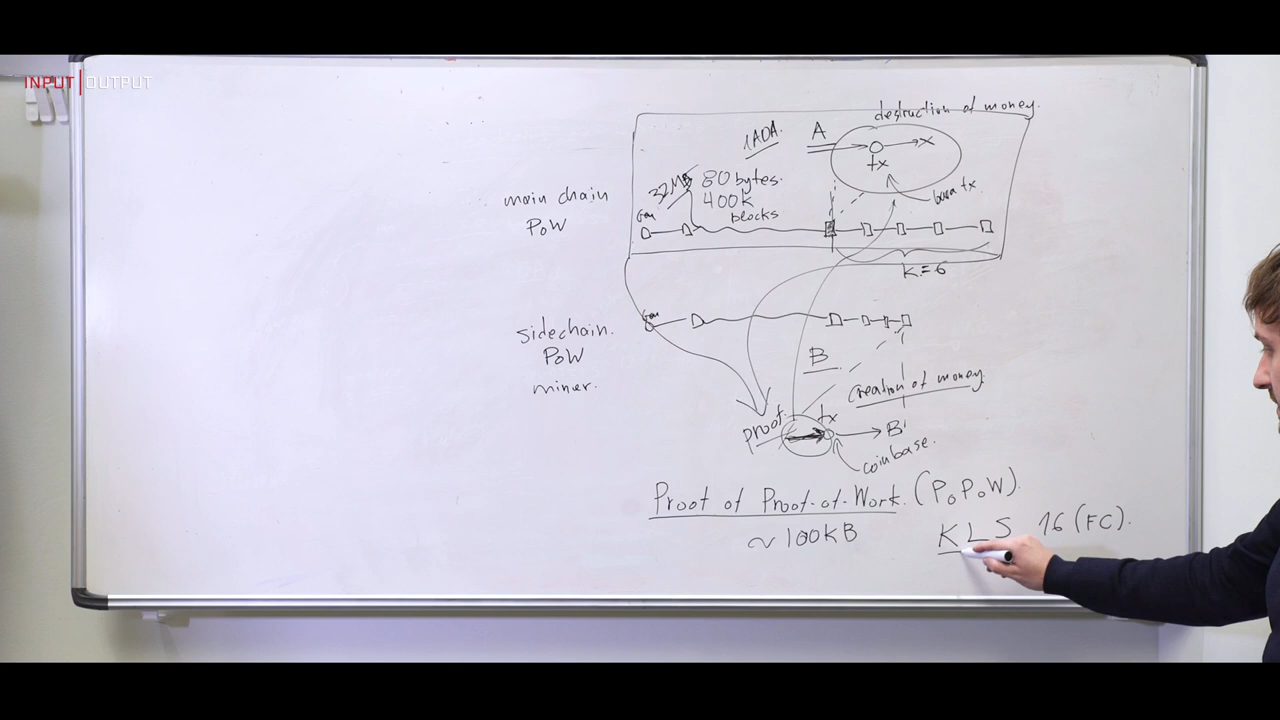 INPUT|OUTPUT
destruction of money.
1ADA.
A
x
tx
80 bytes.
burn tx
400k
blocks
main chain
PoW
Gen
K=6
Gen
sidechain.
PoW
miner.
B
creation of money
tx
proof.
B'
coinbase.
Proof of Proof-of-Work. (PoPoW).
~100kB
KLS 16 (FC).